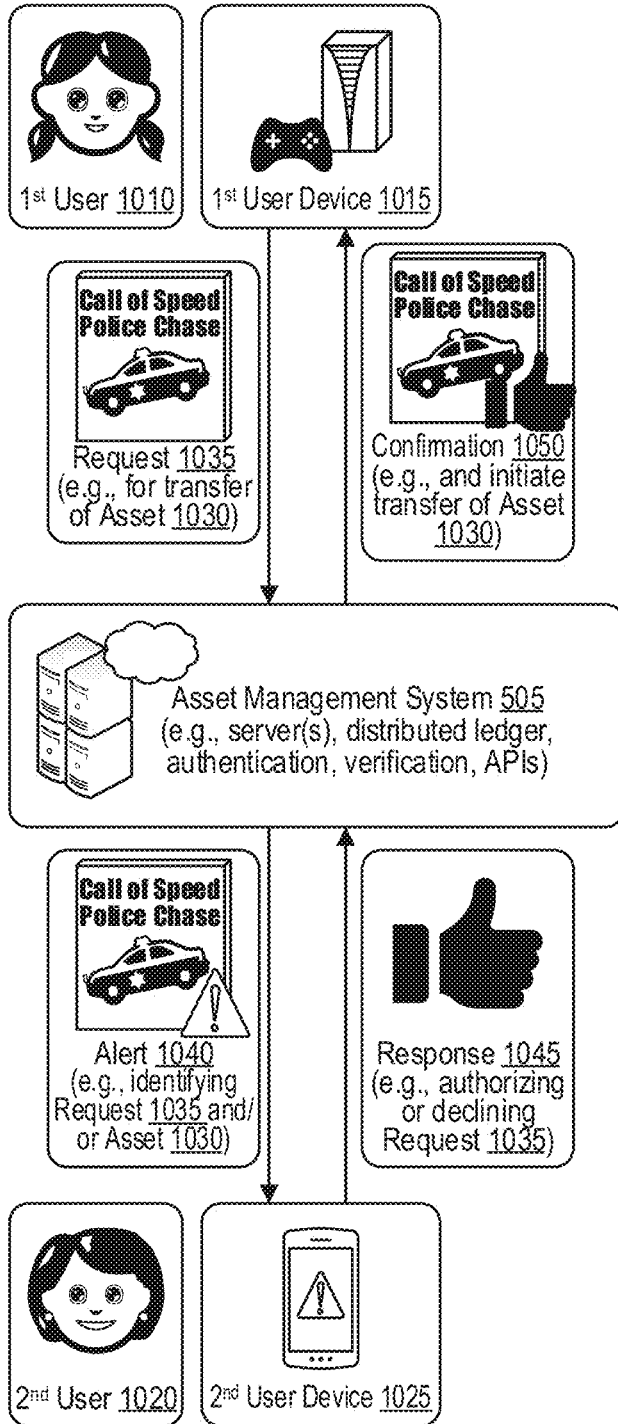 1st User 1010
1st User Device 1015
Call of Speed
Police Chase
Request 1035
(e.g., for transfer
of Asset 1030)
Call of Speed
Police Chase
Confirmation 1050
(e.g., and initiate
transfer of Asset
1030)
Asset Management System 505
(e.g., server(s), distributed ledger,
authentication, verification, APIs)
Call of Speed
Police Chase
Alert 1040
(e.g., identifying
Request 1035 and/
or Asset 1030)
Response 1045
(e.g., authorizing
or declining
Request 1035)
2nd User 1020
2nd User Device 1025